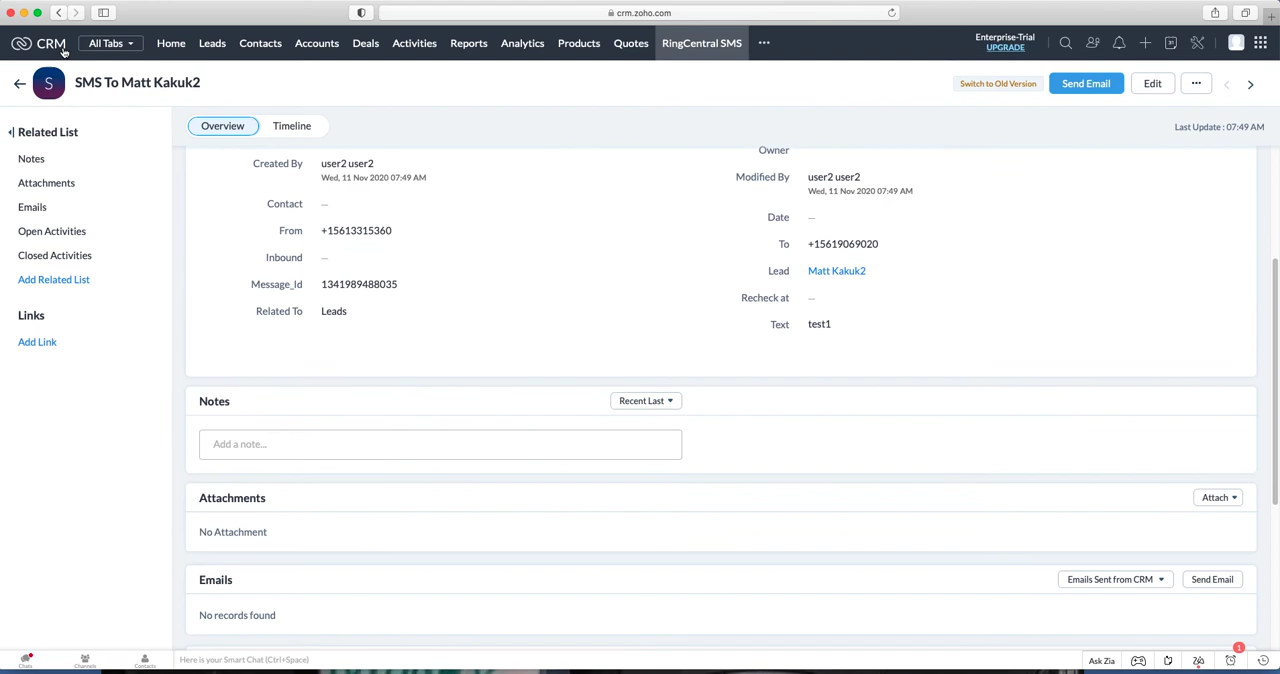 crm.zoho.com
CRM
All Tabs
Home
Leads
Contacts
Accounts
Deals
Activities
Reports
Analytics
Products
Quotes
RingCentral SMS
Enterprise-Trial
UPGRADE
S
SMS To Matt Kakuk2
Switch to Old Version
Send Email
Edit
Related List
Notes
Attachments
Emails
Open Activities
Closed Activities
Add Related List
Links
Add Link
Overview
Timeline
Last Update : 07:49 AM
Owner
Created By user2 user2
Wed, 11 Nov 2020 07:49 AM
Modified By user2 user2
Wed, 11 Nov 2020 07:49 AM
Contact —
Date —
From +15613315360
To +15619069020
Inbound —
Lead Matt Kakuk2
Message_Id 1341989488035
Recheck at —
Related To Leads
Text test1
Notes
Recent Last
Add a note...
Attachments
Attach
No Attachment
Emails
Emails Sent from CRM
Send Email
No records found
Chats
Channels
Contacts
Here is your Smart Chat (Ctrl+Space)
Ask Zia
1